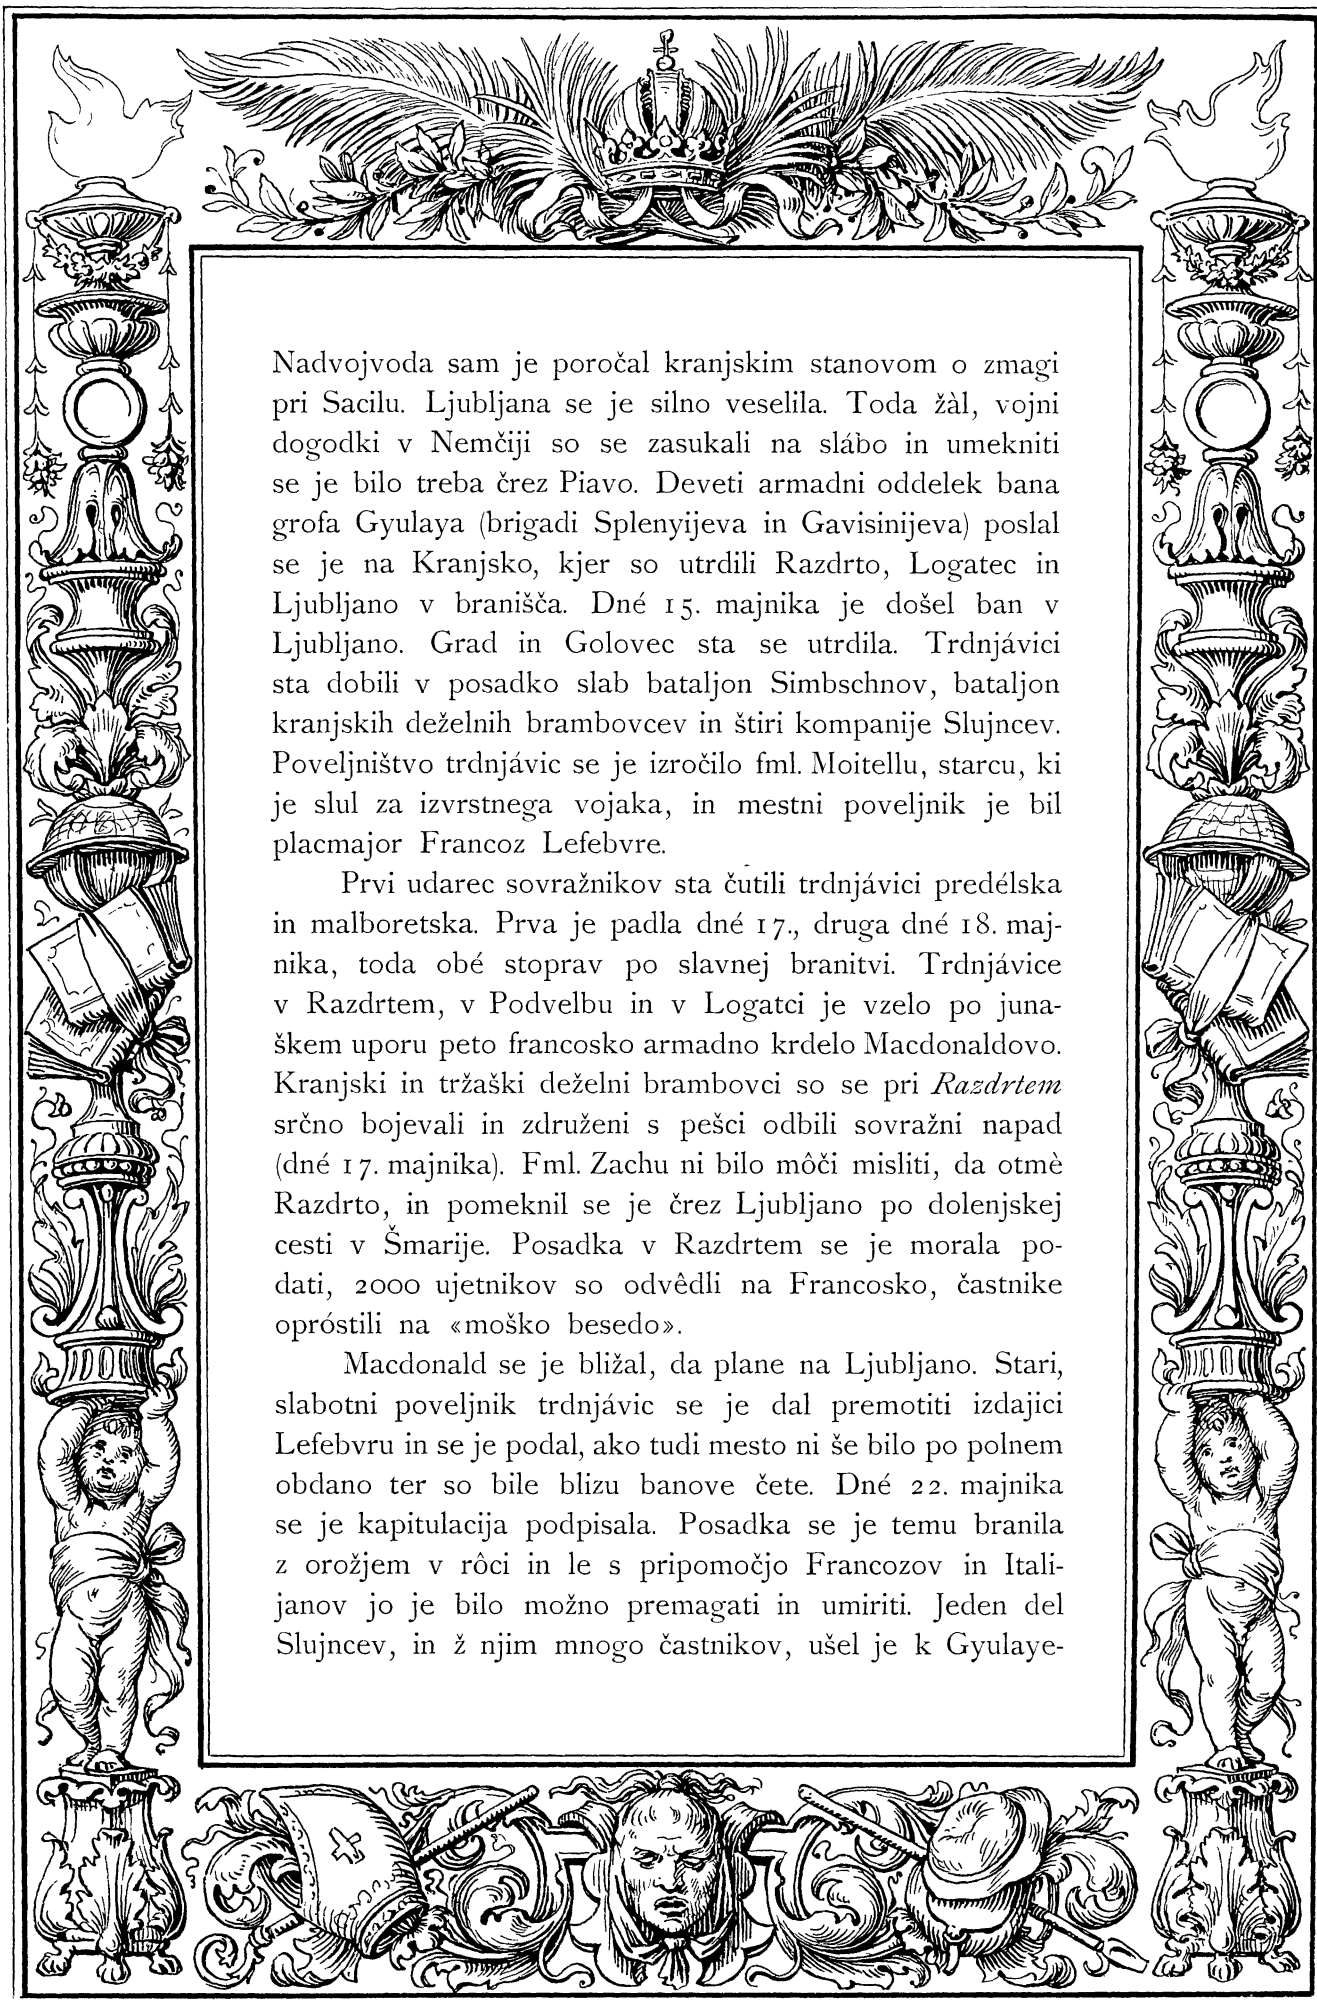 Nadvojvoda sam je poročal kranjskim stanovom o zmagi
pri Sacilu. Ljubljana se je silno veselila. Toda žàl, vojni
dogodki v Nemčiji so se zasukali na slábo in umekniti
se je bilo treba črez Piavo. Deveti armadni oddelek bana
grofa Gyulaya (brigadi Splenyijeva in Gavisinijeva) poslal
se je na Kranjsko, kjer so utrdili Razdrto, Logatec in
Ljubljano v branišča. Dné 15. majnika je došel ban v
Ljubljano. Grad in Golovec sta se utrdila. Trdnjávici
sta dobili v posadko slab bataljon Simbschnov, bataljon
kranjskih deželnih brambovcev in štiri kompanije Slujncev.
Poveljništvo trdnjávic se je izročilo fml. Moitellu, starcu, ki
je slul za izvrstnega vojaka, in mestni poveljnik je bil
placmajor Francoz Lefebvre.
Prvi udarec sovražnikov sta čutili trdnjávici predélska
in malboretska. Prva je padla dné 17., druga dné 18. maj-
nika, toda obé stoprav po slavnej branitvi. Trdnjávice
v Razdrtem, v Podvelbu in v Logatci je vzelo po juna-
škem uporu peto francosko armadno krdelo Macdonaldovo.
Kranjski in tržaški deželni brambovci so se pri Razdrtem
srčno bojevali in združeni s pešci odbili sovražni napad
(dné 17. majnika). Fml. Zachu ni bilo môči misliti, da otmè
Razdrto, in pomeknil se je črez Ljubljano po dolenjskej
cesti v Šmarije. Posadka v Razdrtem se je morala po-
dati, 2000 ujetnikov so odvêdli na Francosko, častnike
opróstili na «moško besedo».
Macdonald se je bližal, da plane na Ljubljano. Stari,
slabotni poveljnik trdnjávic se je dal premotiti izdajici
Lefebvru in se je podal, ako tudi mesto ni še bilo po polnem
obdano ter so bile blizu banove čete. Dné 22. majnika
se je kapitulacija podpisala. Posadka se je temu branila
z orožjem v rôci in le s pripomočjo Francozov in Itali-
janov jo je bilo možno premagati in umiriti. Jeden del
Slujncev, in ž njim mnogo častnikov, ušel je k Gyulaye-